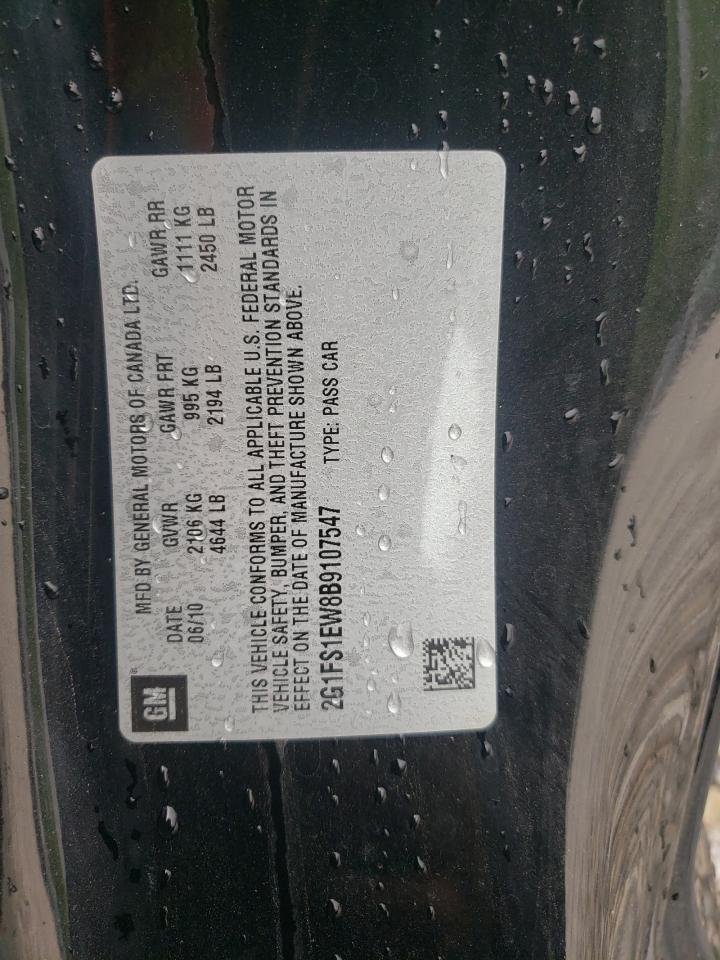 GM®
MFD BY GENERAL MOTORS OF CANADA LTD.
DATE GVWR GAWR FRT GAWR RR
06/10 2106 KG 995 KG 1111 KG
4644 LB 2194 LB 2450 LB
THIS VEHICLE CONFORMS TO ALL APPLICABLE U.S. FEDERAL MOTOR
VEHICLE SAFETY, BUMPER, AND THEFT PREVENTION STANDARDS IN
EFFECT ON THE DATE OF MANUFACTURE SHOWN ABOVE.
2G1FS1EW8B9107547 TYPE: PASS CAR